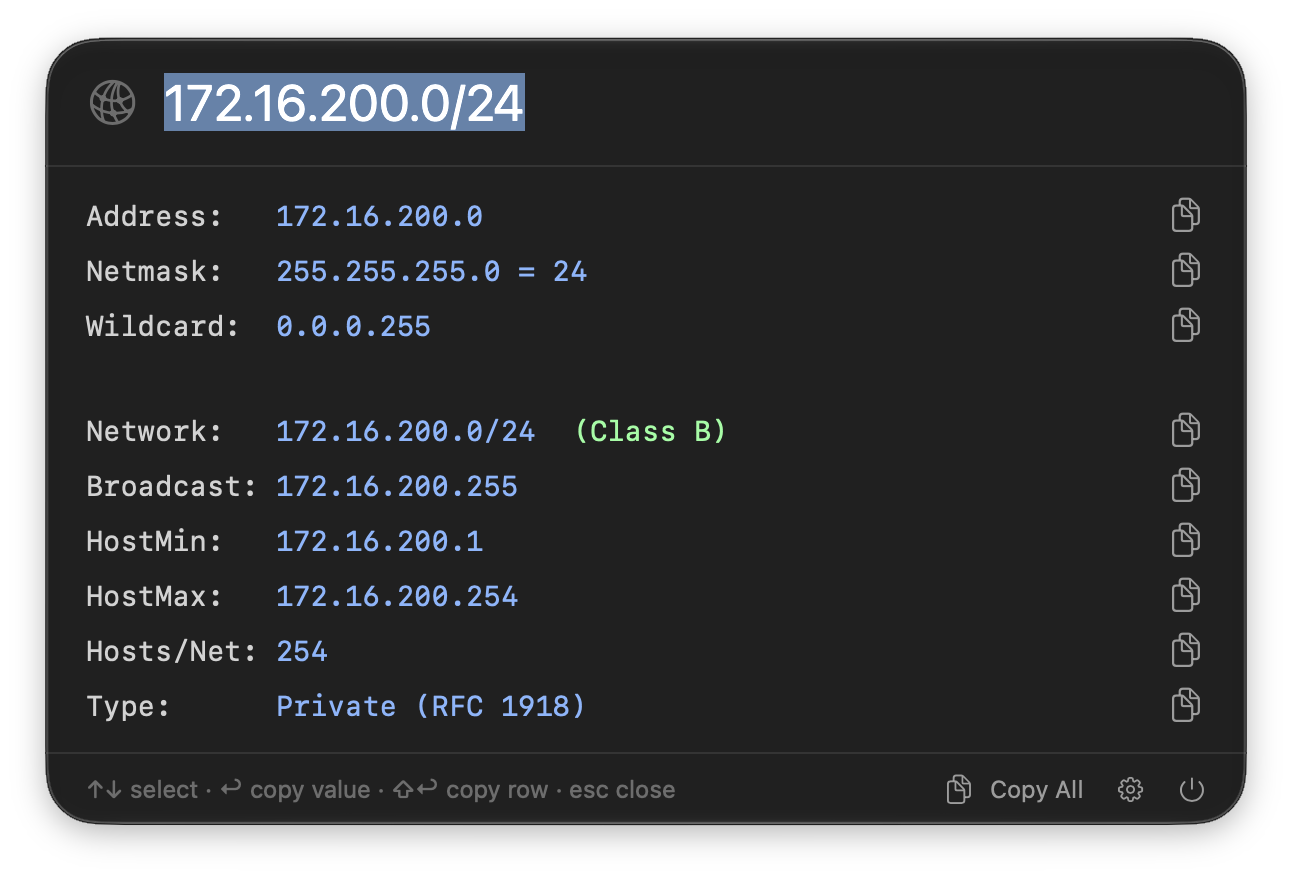 172.16.200.0/24
Address: 172.16.200.0
Netmask: 255.255.255.0 = 24
Wildcard: 0.0.0.255
Network: 172.16.200.0/24 (Class B)
Broadcast: 172.16.200.255
HostMin: 172.16.200.1
HostMax: 172.16.200.254
Hosts/Net: 254
Type: Private (RFC 1918)
↑↓ select · ↩ copy value · ⇧↩ copy row · esc close Copy All